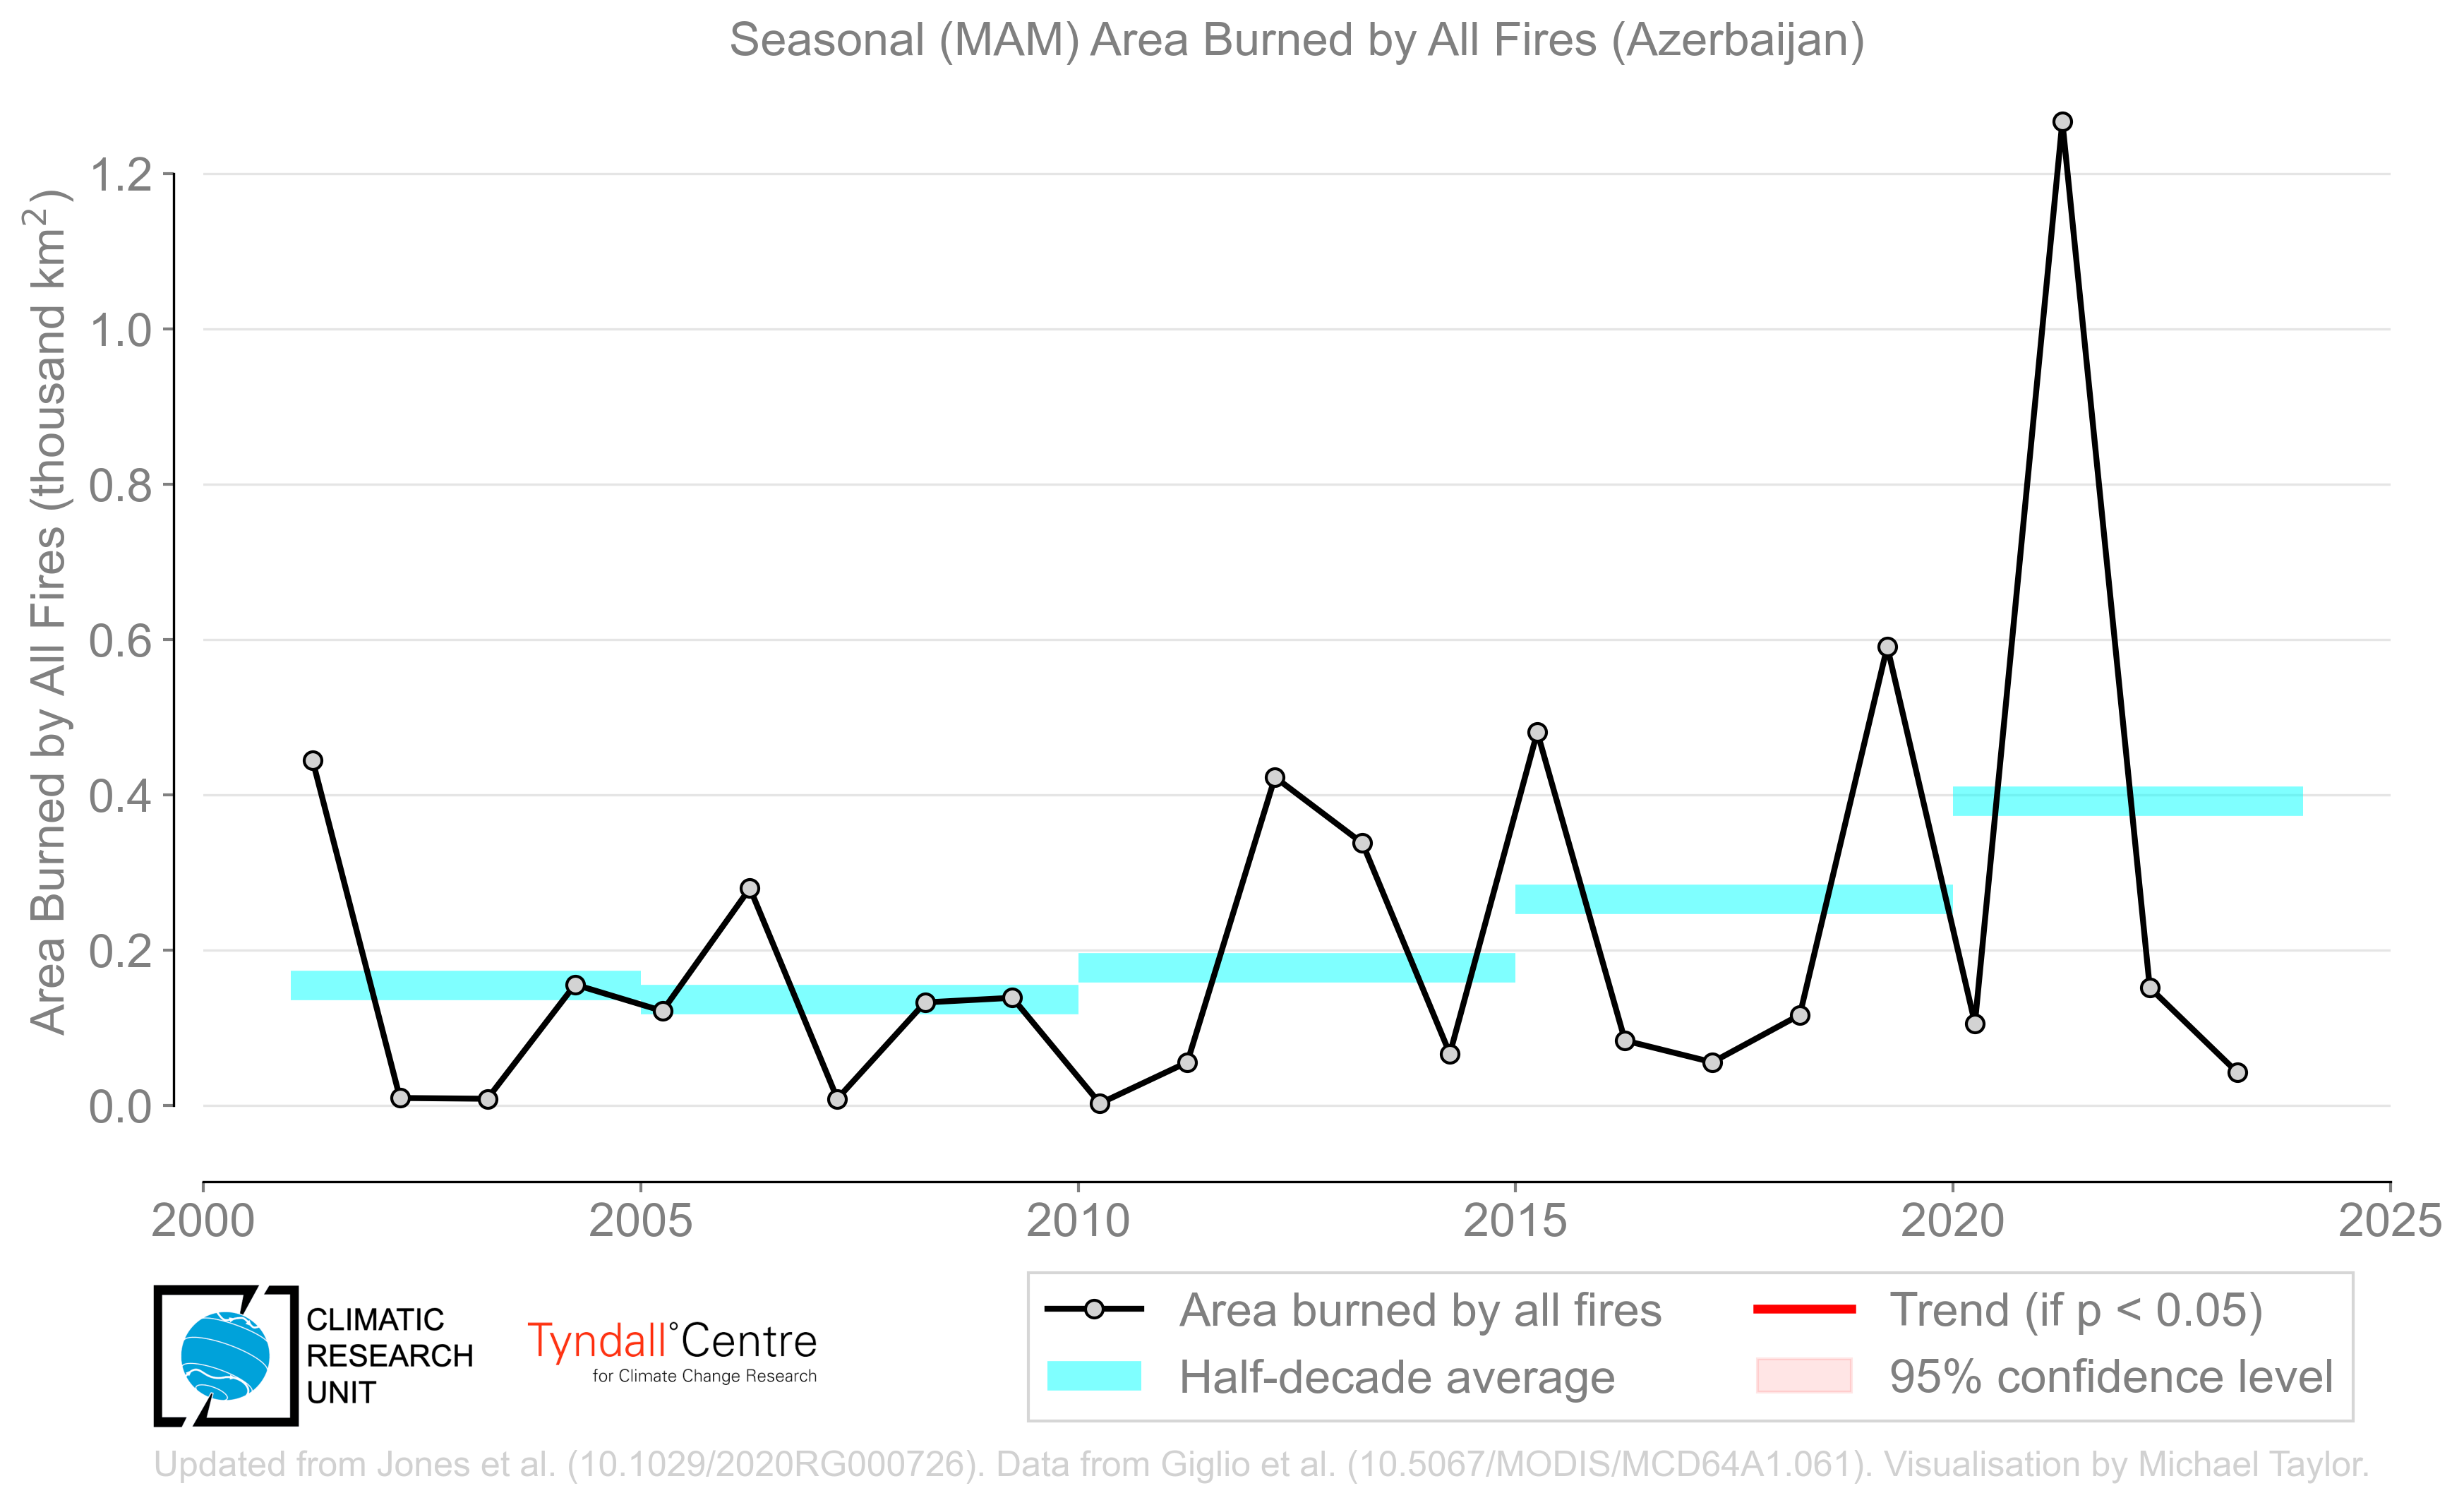 Seasonal (MAM) Area Burned by All Fires (Azerbaijan)
Area Burned by All Fires (thousand km²)
1.2
1.0
0.8
0.6
0.4
0.2
0.0
2000 2005 2010 2015 2020 2025
CLIMATIC
RESEARCH
UNIT
Tyndall°Centre
for Climate Change Research
Area burned by all fires
Half-decade average
Trend (if p < 0.05)
95% confidence level
Updated from Jones et al. (10.1029/2020RG000726). Data from Giglio et al. (10.5067/MODIS/MCD64A1.061). Visualisation by Michael Taylor.